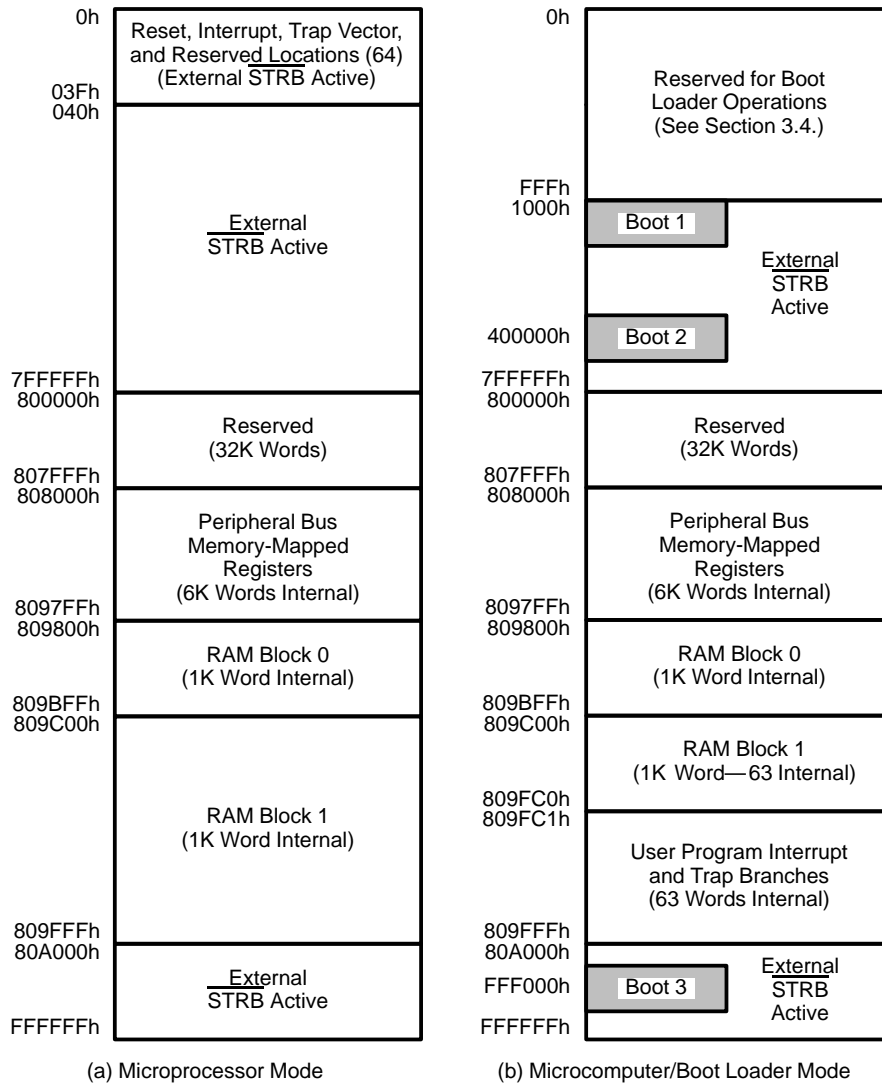 0h
Reset, Interrupt, Trap Vector,
and Reserved Locations (64)
(External STRB Active)
03Fh
040h
External
STRB Active
7FFFFFh
800000h
Reserved
(32K Words)
807FFFh
808000h
Peripheral Bus
Memory-Mapped
Registers
(6K Words Internal)
8097FFh
809800h
RAM Block 0
(1K Word Internal)
809BFFh
809C00h
RAM Block 1
(1K Word Internal)
809FFFh
80A000h
External
STRB Active
FFFFFFh
(a) Microprocessor Mode
0h
Reserved for Boot
Loader Operations
(See Section 3.4.)
FFFh
1000h
Boot 1
External
STRB
Active
400000h
Boot 2
7FFFFFh
800000h
Reserved
(32K Words)
807FFFh
808000h
Peripheral Bus
Memory-Mapped
Registers
(6K Words Internal)
8097FFh
809800h
RAM Block 0
(1K Word Internal)
809BFFh
809C00h
RAM Block 1
(1K Word—63 Internal)
809FC0h
809FC1h
User Program Interrupt
and Trap Branches
(63 Words Internal)
809FFFh
80A000h
External
STRB
Active
FFF000h
Boot 3
FFFFFFh
(b) Microcomputer/Boot Loader Mode